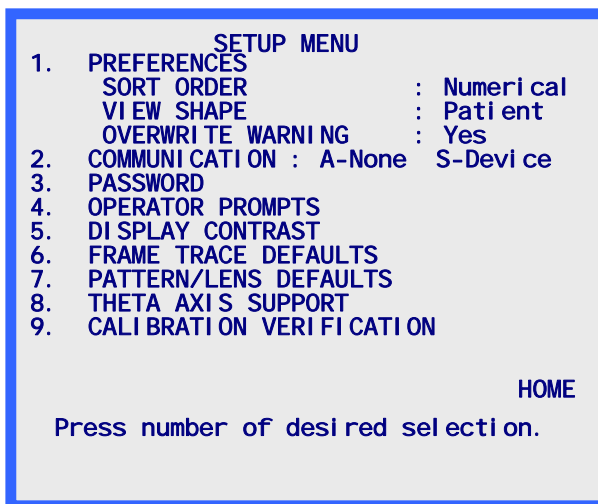 SETUP MENU
1. PREFERENCES
SORT ORDER : Numerical
VIEW SHAPE : Patient
OVERWRITE WARNING : Yes
2. COMMUNICATION : A-None S-Device
3. PASSWORD
4. OPERATOR PROMPTS
5. DISPLAY CONTRAST
6. FRAME TRACE DEFAULTS
7. PATTERN/LENS DEFAULTS
8. THETA AXIS SUPPORT
9. CALIBRATION VERIFICATION
HOME
Press number of desired selection.